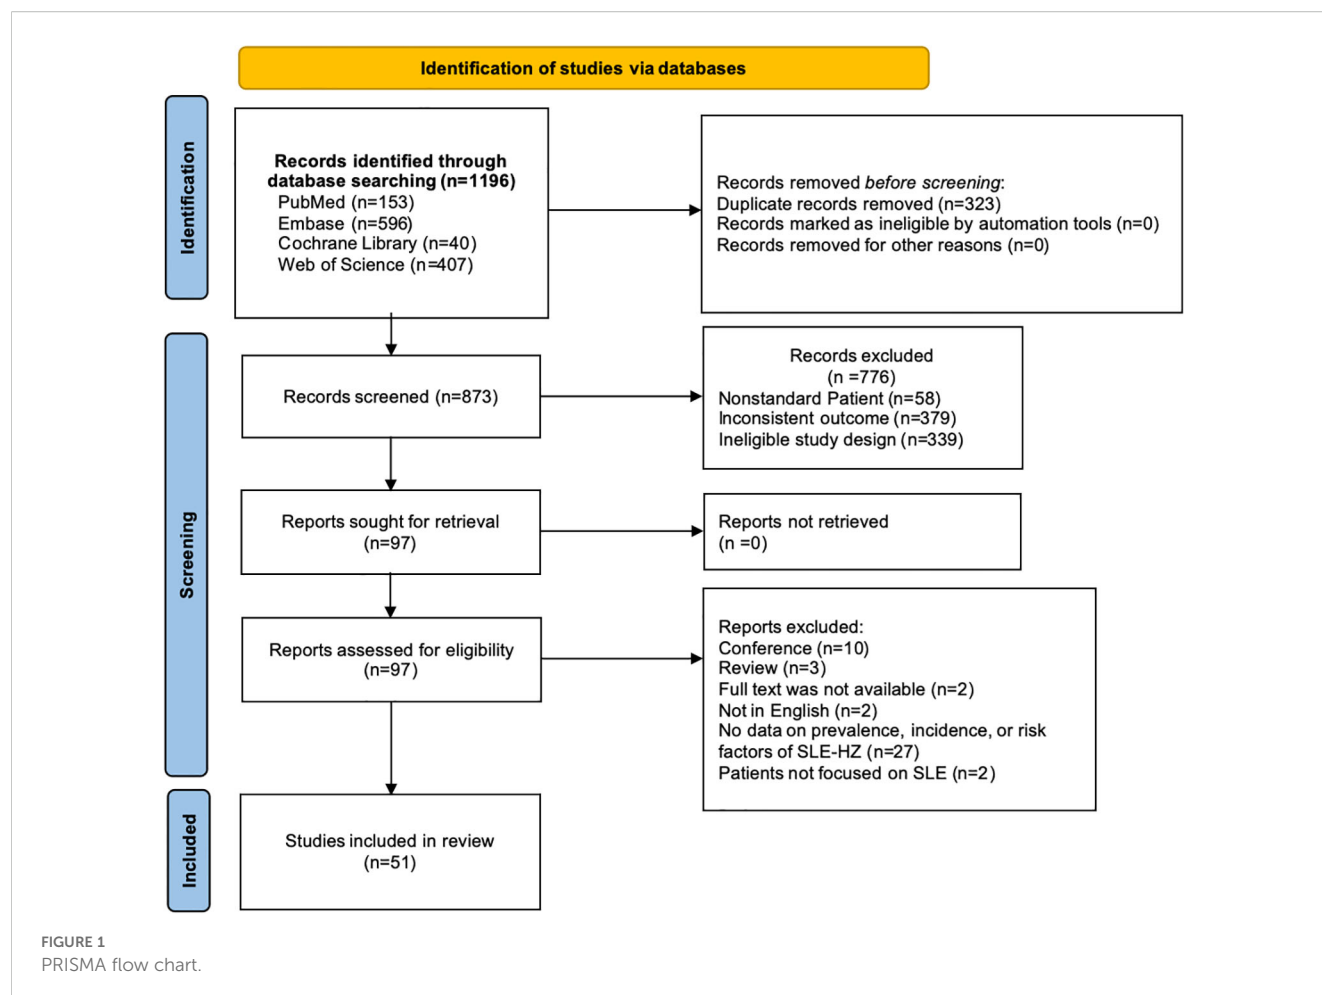 Identification of studies via databases
Identification
Records identified through
database searching (n=1196)
PubMed (n=153)
Embase (n=596)
Cochrane Library (n=40)
Web of Science (n=407)
Records removed before screening:
Duplicate records removed (n=323)
Records marked as ineligible by automation tools (n=0)
Records removed for other reasons (n=0)
Screening
Records screened (n=873)
Records excluded
(n =776)
Nonstandard Patient (n=58)
Inconsistent outcome (n=379)
Ineligible study design (n=339)
Reports sought for retrieval
(n=97)
Reports not retrieved
(n =0)
Reports assessed for eligibility
(n=97)
Reports excluded:
Conference (n=10)
Review (n=3)
Full text was not available (n=2)
Not in English (n=2)
No data on prevalence, incidence, or risk
factors of SLE-HZ (n=27)
Patients not focused on SLE (n=2)
Included
Studies included in review
(n=51)
FIGURE 1
PRISMA flow chart.